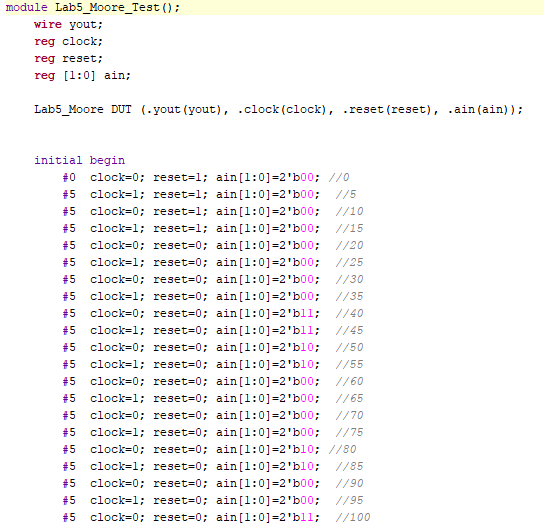 module Lab5_Moore_Test();
wire yout;
reg clock;
reg reset;
reg [1:0] ain;
Lab5_Moore DUT (.yout(yout), .clock(clock), .reset(reset), .ain(ain));
initial begin
#0 clock=0; reset=1; ain[1:0]=2'b00; //0
#5 clock=1; reset=1; ain[1:0]=2'b00; //5
#5 clock=0; reset=1; ain[1:0]=2'b00; //10
#5 clock=1; reset=1; ain[1:0]=2'b00; //15
#5 clock=0; reset=0; ain[1:0]=2'b00; //20
#5 clock=1; reset=0; ain[1:0]=2'b00; //25
#5 clock=0; reset=0; ain[1:0]=2'b00; //30
#5 clock=1; reset=0; ain[1:0]=2'b00; //35
#5 clock=0; reset=0; ain[1:0]=2'b11; //40
#5 clock=1; reset=0; ain[1:0]=2'b11; //45
#5 clock=0; reset=0; ain[1:0]=2'b10; //50
#5 clock=1; reset=0; ain[1:0]=2'b10; //55
#5 clock=0; reset=0; ain[1:0]=2'b00; //60
#5 clock=1; reset=0; ain[1:0]=2'b00; //65
#5 clock=0; reset=0; ain[1:0]=2'b00; //70
#5 clock=1; reset=0; ain[1:0]=2'b00; //75
#5 clock=0; reset=0; ain[1:0]=2'b10; //80
#5 clock=1; reset=0; ain[1:0]=2'b10; //85
#5 clock=0; reset=0; ain[1:0]=2'b00; //90
#5 clock=1; reset=0; ain[1:0]=2'b00; //95
#5 clock=0; reset=0; ain[1:0]=2'b11; //100